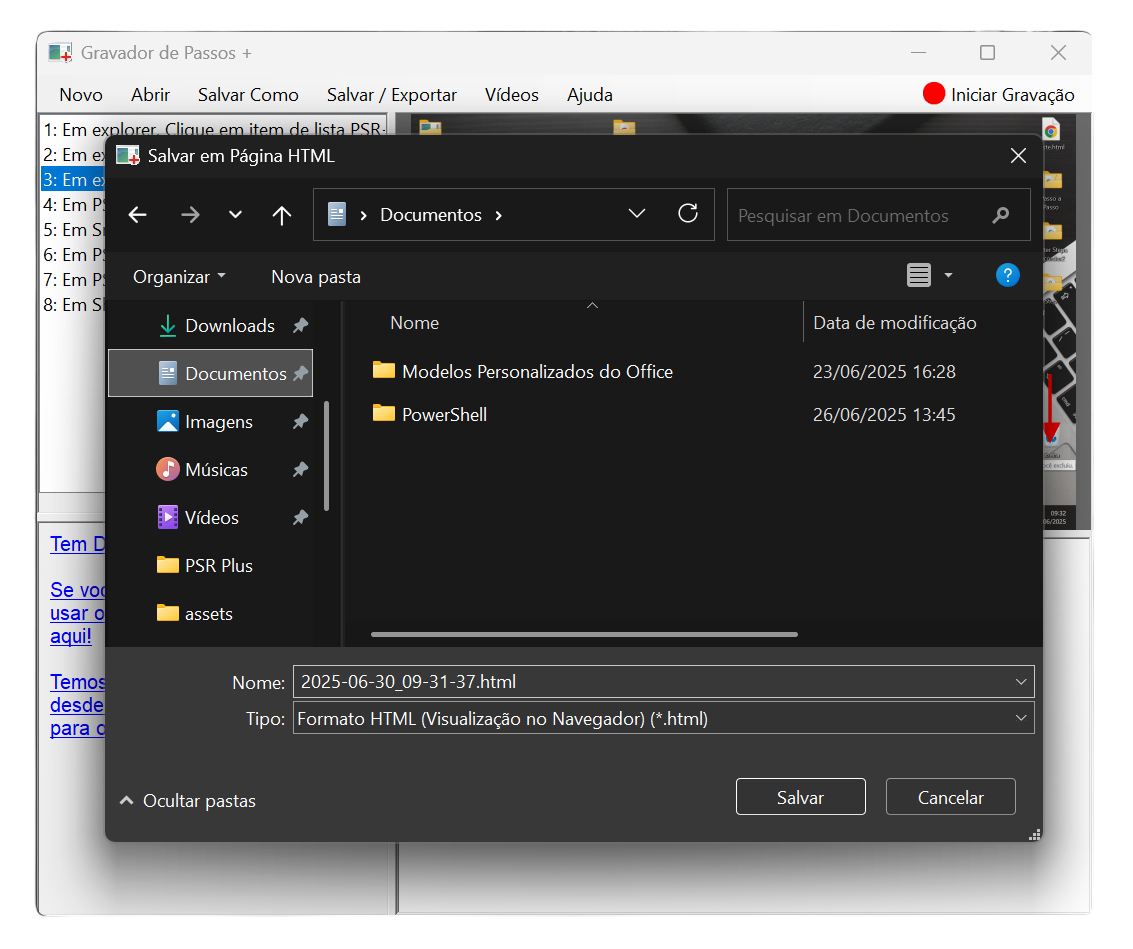 Gravador de Passos +
Novo Abrir Salvar Como Salvar / Exportar Vídeos Ajuda Iniciar Gravação
1: Em explorer. Clique em item de lista PSR-
2: Em ex
3: Em ex
4: Em PS
5: Em Sn
6: Em PS
7: Em PS
8: Em Sh
Salvar em Página HTML
Documentos
Pesquisar em Documentos
Organizar Nova pasta
Downloads
Documentos
Imagens
Músicas
Vídeos
PSR Plus
assets
Nome Data de modificação
Modelos Personalizados do Office 23/06/2025 16:28
PowerShell 26/06/2025 13:45
09:32
Tem D
Se voc
usar o
aqui!
Temos
desde
para
Nome: 2025-06-30_09-31-37.html
Tipo: Formato HTML (Visualização no Navegador) (*.html)
Ocultar pastas
Salvar Cancelar